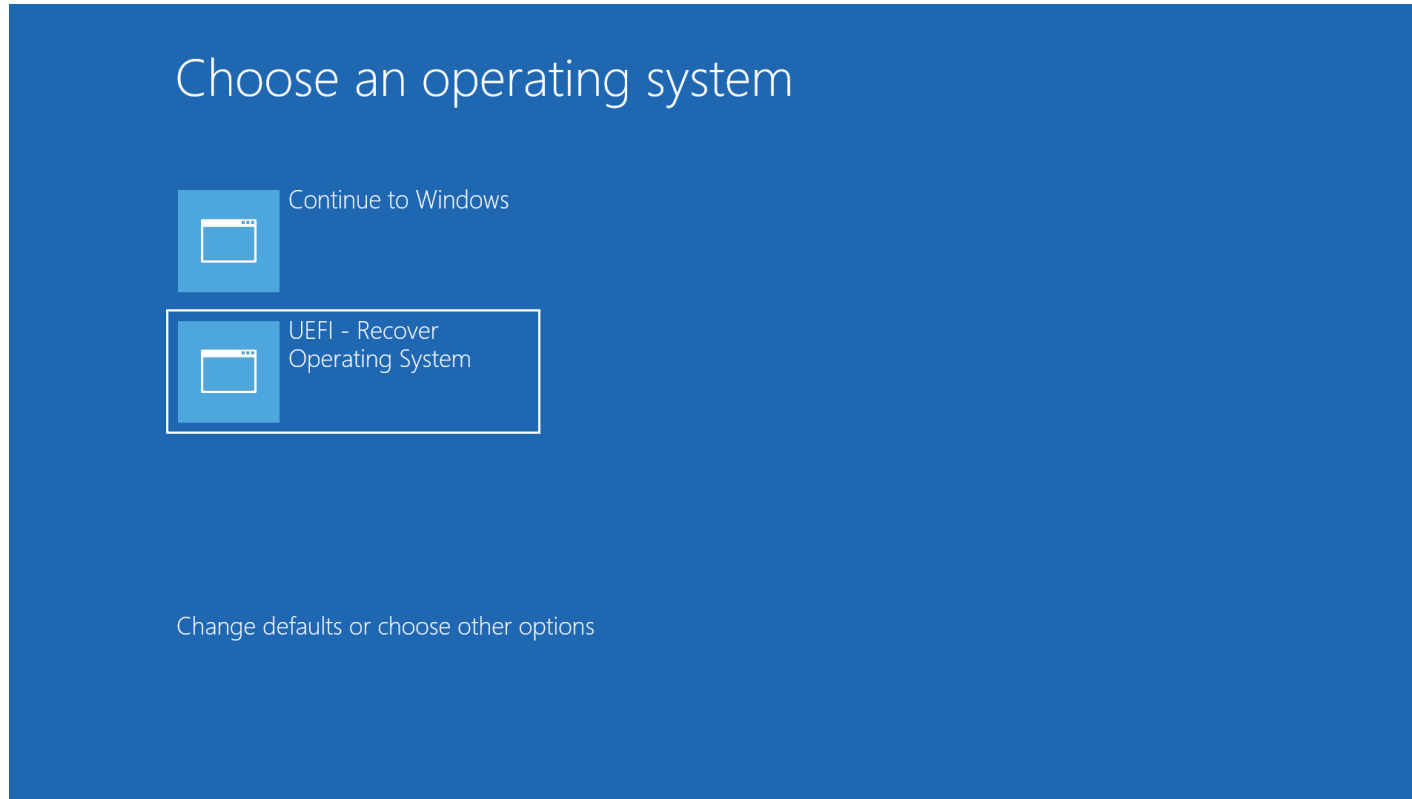 Choose an operating system
Continue to Windows
UEFI - Recover
Operating System
Change defaults or choose other options